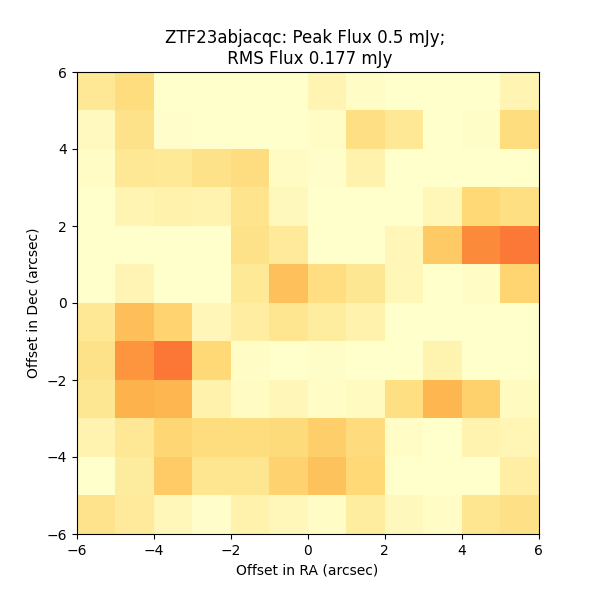 ZTF23abjacqc: Peak Flux 0.5 mJy;
RMS Flux 0.177 mJy
6
4
2
0
−2
−4
−6
Offset in Dec (arcsec)
−6 −4 −2 0 2 4 6
Offset in RA (arcsec)